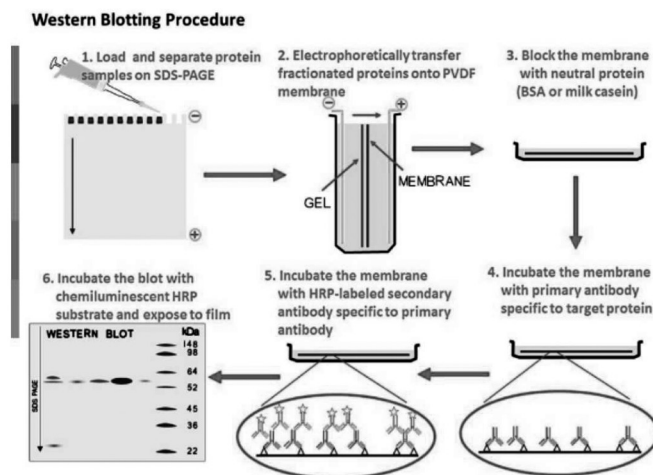 Western Blotting Procedure
1. Load and separate protein
samples on SDS-PAGE
2. Electrophoretically transfer
fractionated proteins onto PVDF
membrane
3. Block the membrane
with neutral protein
(BSA or milk casein)
GEL
MEMBRANE
4. Incubate the membrane
with primary antibody
specific to target protein
5. Incubate the membrane
with HRP-labeled secondary
antibody specific to primary
antibody
6. Incubate the blot with
chemiluminescent HRP
substrate and expose to film
WESTERN BLOT
kDa
148
98
64
52
45
36
22
SDS PAGE